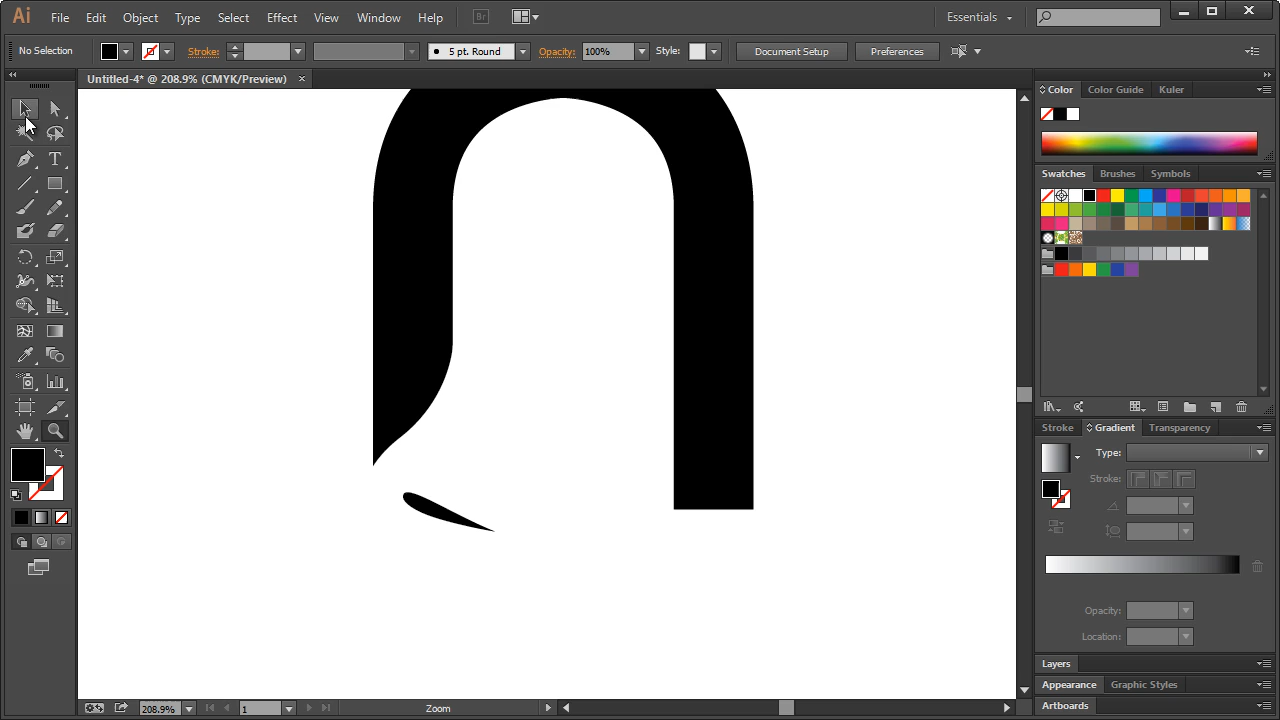 Ai File Edit Object Type Select Effect View Window Help Br Essentials
No Selection Stroke: 5 pt. Round Opacity: 100% Style: Document Setup Preferences
Untitled-4* @ 208.9% (CMYK/Preview)
T
208.9% 1 Zoom
Color Color Guide Kuler
Swatches Brushes Symbols
Stroke Gradient Transparency
Type:
Stroke:
Opacity:
Location:
Layers
Appearance Graphic Styles
Artboards